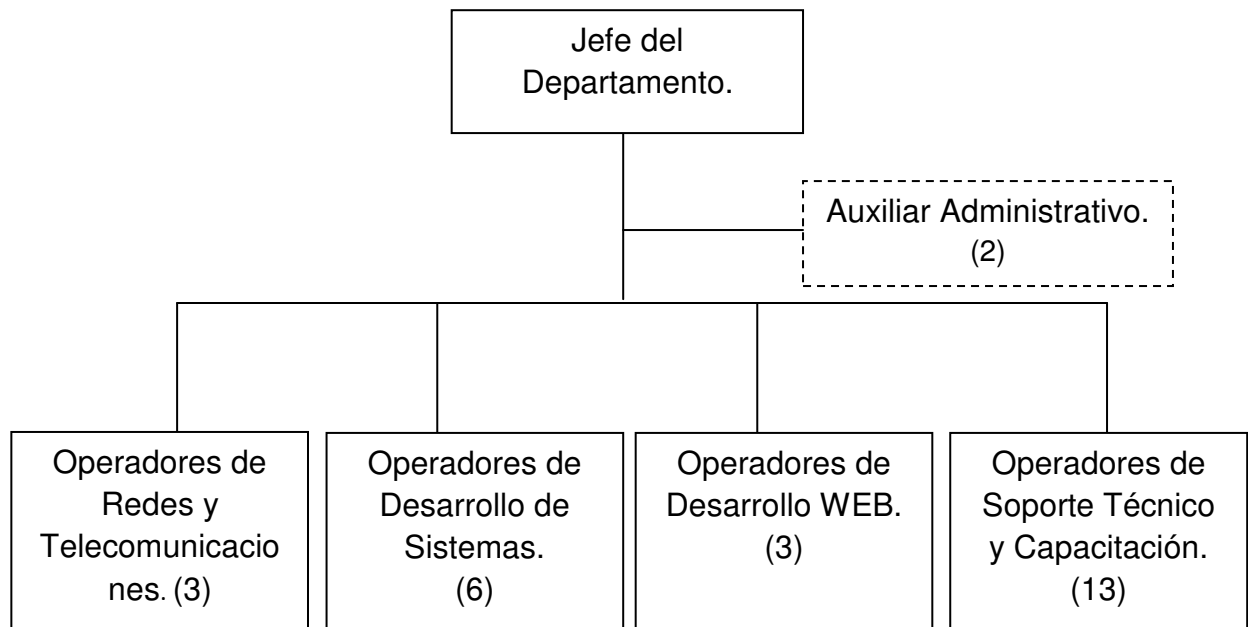 Jefe del
Departamento.
Auxiliar Administrativo.
(2)
Operadores de
Redes y
Telecomunicacio
nes. (3)
Operadores de
Desarrollo de
Sistemas.
(6)
Operadores de
Desarrollo WEB.
(3)
Operadores de
Soporte Técnico
y Capacitación.
(13)